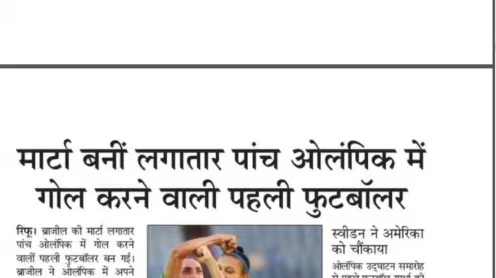 मार्टा बनीं लगातार पांच ओलंपिक में
गोल करने वाली पहली फुटबॉलर
रिफू। ब्राजील की मार्टा लगातार
पांच ओलंपिक में गोल करने
वालीं पहली फुटबॉलर बन गई।
ब्राजील ने ओलंपिक में अपने
स्वीडन ने अमेरिका
को चौंकाया
ओलंपिक उद्घाटन समारोह